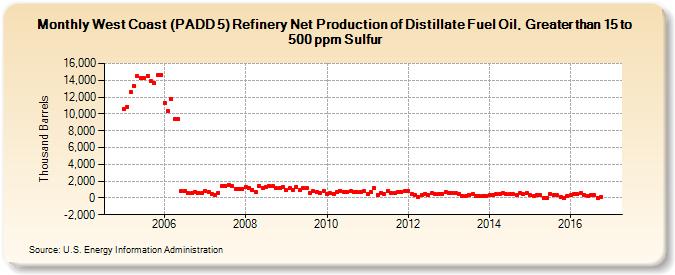 Monthly West Coast (PADD 5) Refinery Net Production of Distillate Fuel Oil, Greater than 15 to
500 ppm Sulfur
Thousand Barrels
16,000
14,000
12,000
10,000
8,000
6,000
4,000
2,000
0
-2,000
2006 2008 2010 2012 2014 2016
Source: U.S. Energy Information Administration